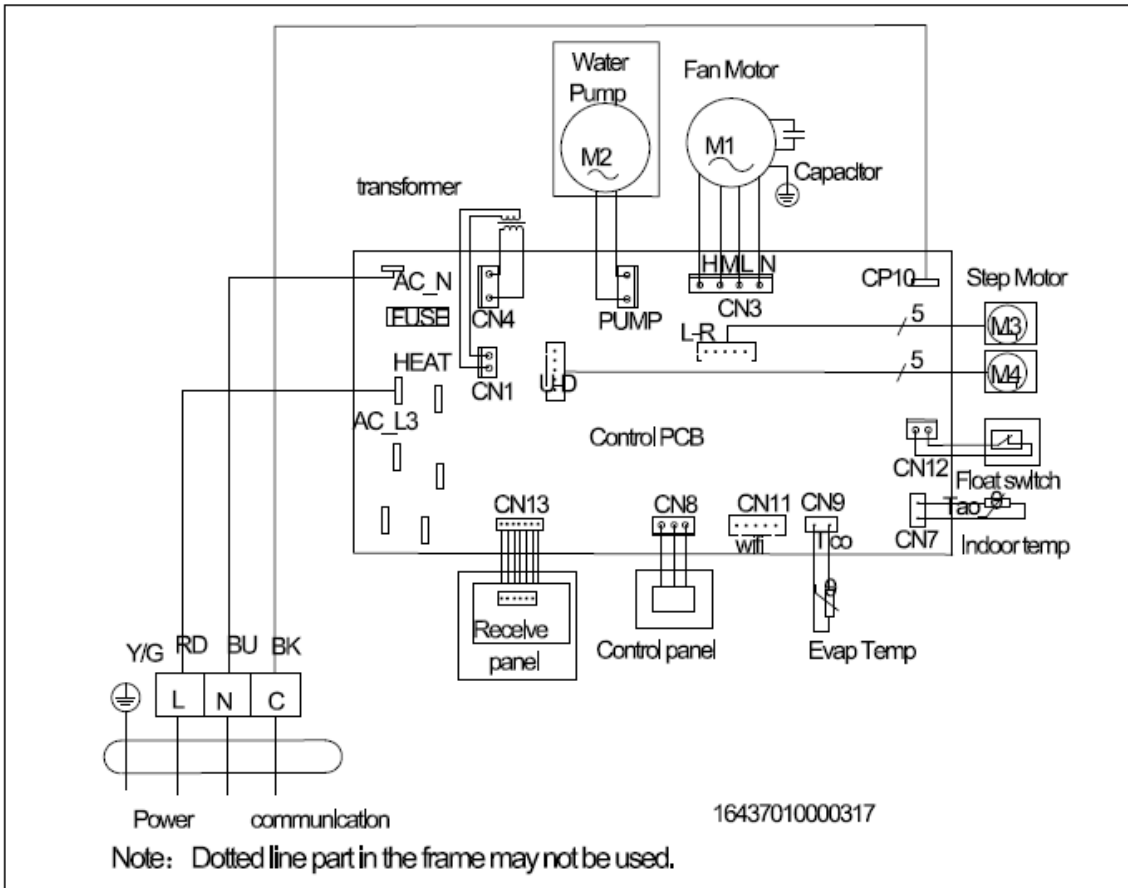 Water
Pump
Fan Motor
M2
M1
Capacitor
transformer
H M L N
AC_N
FUSE
CN4
PUMP
CN3
CP10
Step Motor
L-R
5
M3
HEAT
CN1
U-D
5
M4
AC_L3
Control PCB
CN12
Float switch
CN13
CN8
CN11
CN9
wifi
Tco
CN7
Tao
θ
Indoor temp
θ
Receive
panel
Control panel
Evap Temp
Y/G
RD
BU
BK
L
N
C
Power
communication
16437010000317
Note: Dotted line part in the frame may not be used.